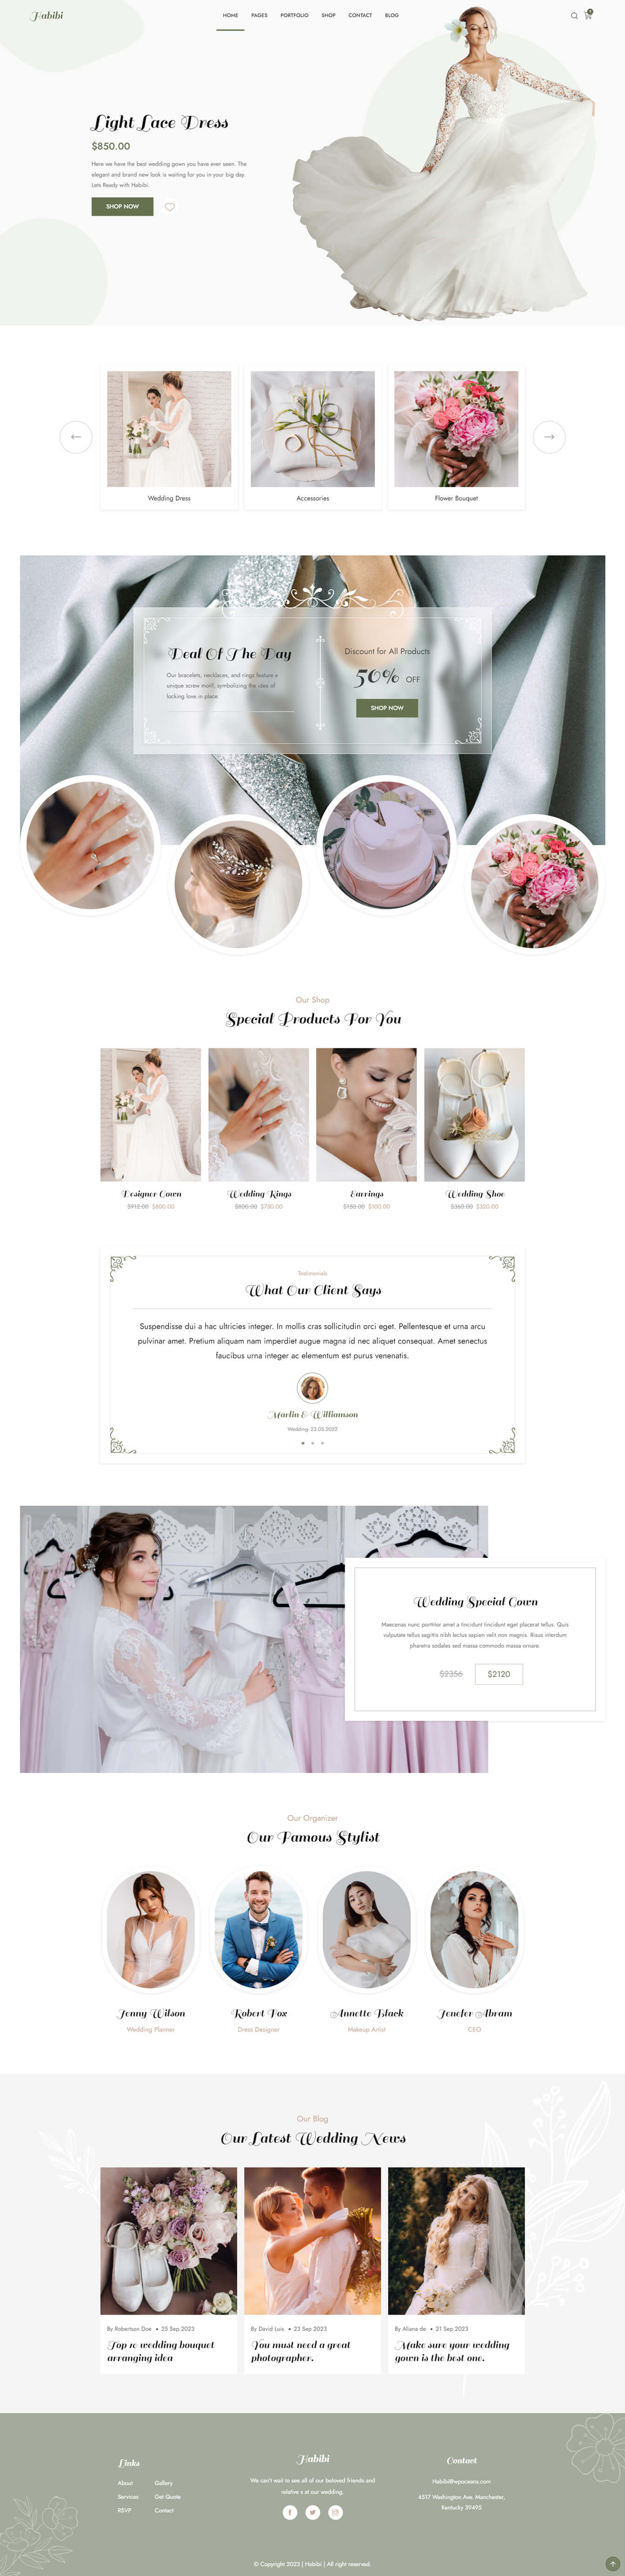 Habibi
HOME PAGES PORTFOLIO SHOP CONTACT BLOG
Light Lace Dress
$850.00
Here we have the best wedding gown you have ever seen. The
elegant and brand new look is waiting for you in your big day.
Lets Ready with Habibi.
SHOP NOW
Wedding Dress
Accessories
Flower Bouquet
Deal Of The Day
Our bracelets, necklaces, and rings feature a
unique screw motif, symbolizing the idea of
locking love in place.
Discount for All Products
50% OFF
SHOP NOW
Our Shop
Special Products For You
Designer Gown
$912.00 $800.00
Wedding Rings
$800.00 $750.00
Earrings
$150.00 $100.00
Wedding Shoe
$360.00 $320.00
Testimonials
What Our Client Says
Suspendisse dui a hac ultricies integer. In mollis cras sollicitudin orci eget. Pellentesque et urna arcu
pulvinar amet. Pretium aliquam nam imperdiet augue magna id nec aliquet consequat. Amet senectus
faucibus urna integer ac elementum est purus venenatis.
Martin & Williamson
Wedding- 23.05.2022
Wedding Special Gown
Maecenas nunc porttitor amet a tincidunt tincidunt eget placerat tellus. Quis
vulputate tellus sagittis nibh lectus sapien velit non magnis. Risus interdum
pharetra sodales sed massa commodo massa ornare.
$2356 $2120
Our Organizer
Our Famous Stylist
Jenny Wilson
Wedding Planner
Robert Fox
Dress Designer
Annette Black
Makeup Artist
Jenefer Abram
CEO
Our Blog
Our Latest Wedding News
By Robertson Doe • 25 Sep 2023
Top 10 wedding bouquet
arranging idea
By David Luis • 23 Sep 2023
You must need a great
photographer.
By Aliana de • 21 Sep 2023
Make sure your wedding
gown is the best one.
Links
About Gallery
Services Get Quote
RSVP Contact
Habibi
We can't wait to see all of our beloved friends and
relative s at our wedding.
Contact
Habibi@wpoceans.com
4517 Washington Ave. Manchester,
Kentucky 39495
© Copyright 2023 | Habibi | All right reserved.